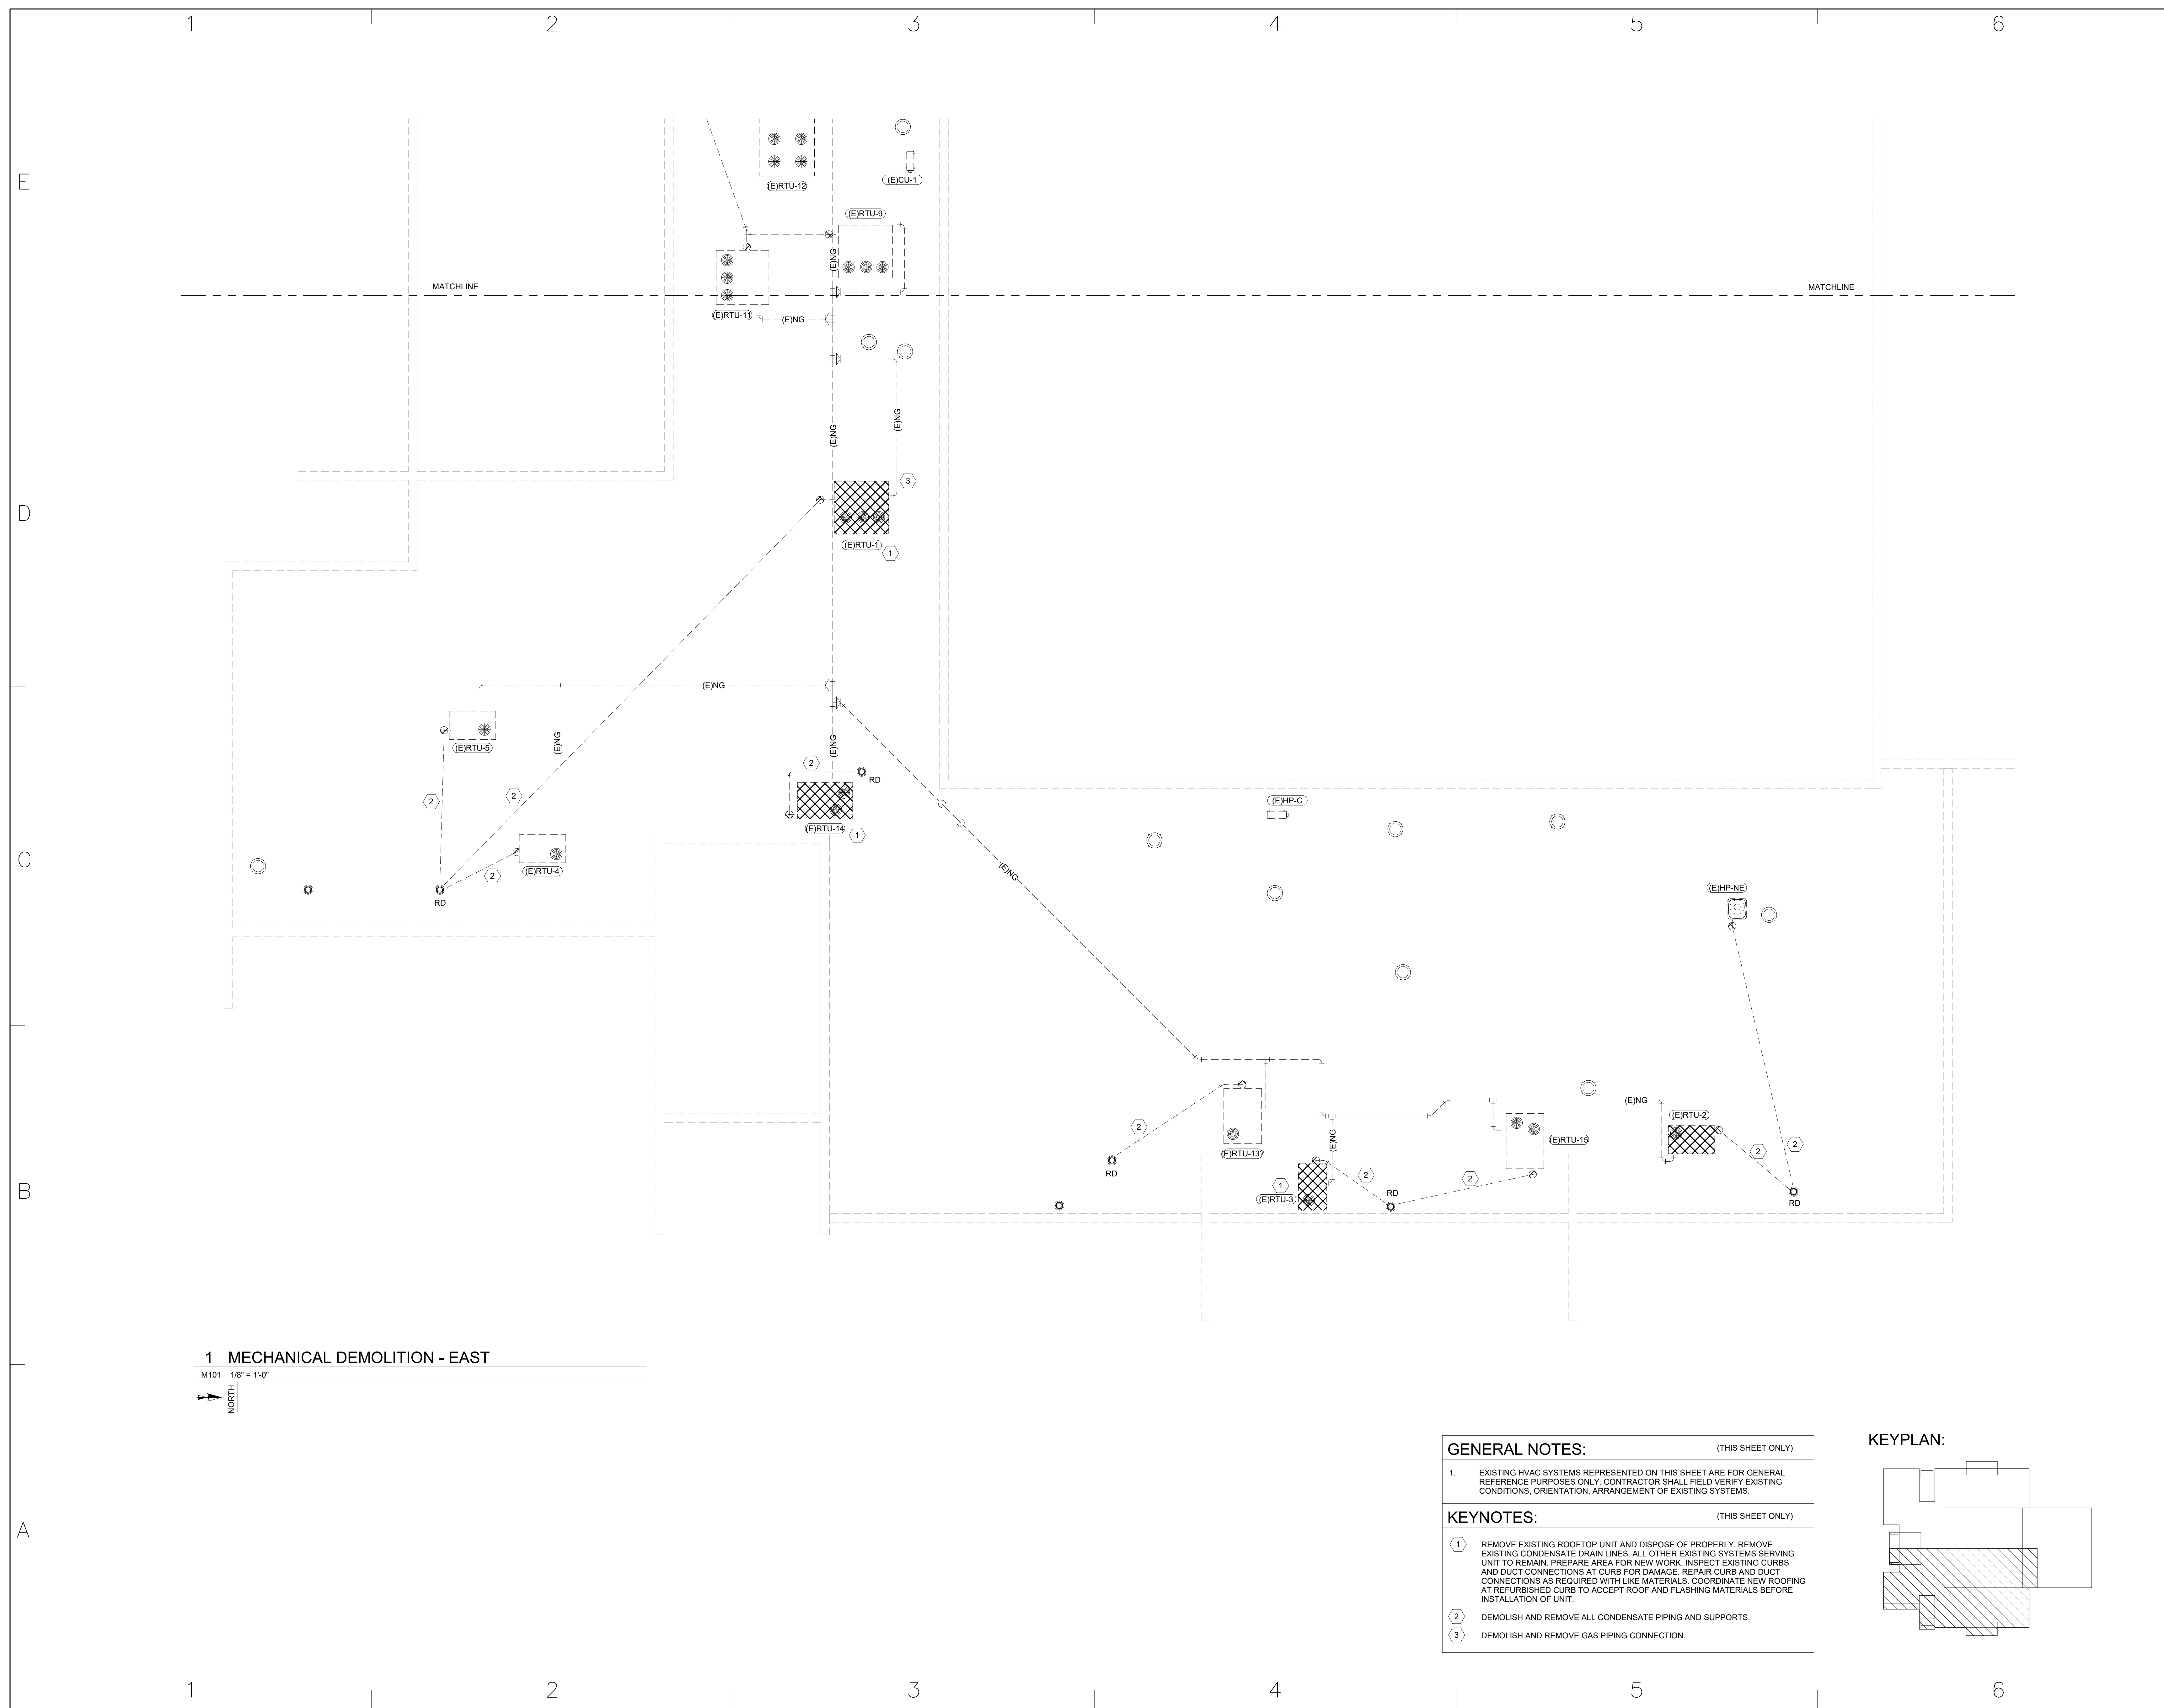 1 2 3 4 5 6
E
(E)RTU-12
(E)CU-1
(E)RTU-9
(E)NG
MATCHLINE
MATCHLINE
(E)RTU-11
(E)NG
(E)NG
(E)NG
3
D
(E)RTU-1
1
(E)NG
(E)RTU-5
(E)NG
(E)NG
2
RD
2
2
(E)RTU-14
1
(E)HP-C
C
(E)RTU-4
2
RD
(E)NG
(E)HP-NE
(E)NG
(E)RTU-2
2
(E)NG
(E)RTU-15
2
2
(E)RTU-13?
RD
2
1
(E)RTU-3
2
RD
B
RD
1 MECHANICAL DEMOLITION - EAST
M101 1/8" = 1'-0"
NORTH
GENERAL NOTES: (THIS SHEET ONLY)
1. EXISTING HVAC SYSTEMS REPRESENTED ON THIS SHEET ARE FOR GENERAL
REFERENCE PURPOSES ONLY. CONTRACTOR SHALL FIELD VERIFY EXISTING
CONDITIONS, ORIENTATION, ARRANGEMENT OF EXISTING SYSTEMS.
KEYNOTES: (THIS SHEET ONLY)
1 REMOVE EXISTING ROOFTOP UNIT AND DISPOSE OF PROPERLY. REMOVE
EXISTING CONDENSATE DRAIN LINES. ALL OTHER EXISTING SYSTEMS SERVING
UNIT TO REMAIN. PREPARE AREA FOR NEW WORK. INSPECT EXISTING CURBS
AND DUCT CONNECTIONS AT CURB FOR DAMAGE. REPAIR CURB AND DUCT
CONNECTIONS AS REQUIRED WITH LIKE MATERIALS. COORDINATE NEW ROOFING
AT REFURBISHED CURB TO ACCEPT ROOF AND FLASHING MATERIALS BEFORE
INSTALLATION OF UNIT.
2 DEMOLISH AND REMOVE ALL CONDENSATE PIPING AND SUPPORTS.
3 DEMOLISH AND REMOVE GAS PIPING CONNECTION.
KEYPLAN:
A
1 2 3 4 5 6